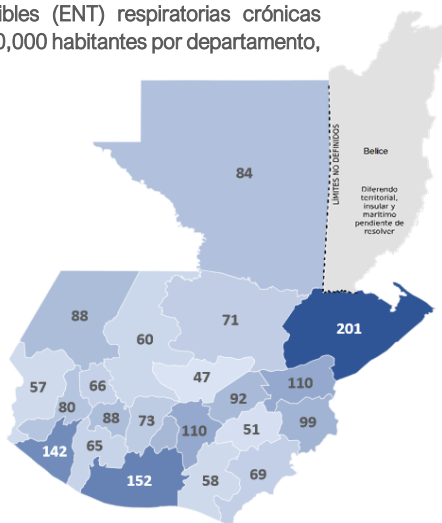 ibles (ENT) respiratorias crónicas
0,000 habitantes por departamento,
84
LÍMITES NO DEFINIDOS
Belice
Diferendo
territorial,
insular y
marítimo
pendiente de
resolver
88
60
71
201
57
66
47
110
80
88
73
92
110
51
99
142
65
152
58
69